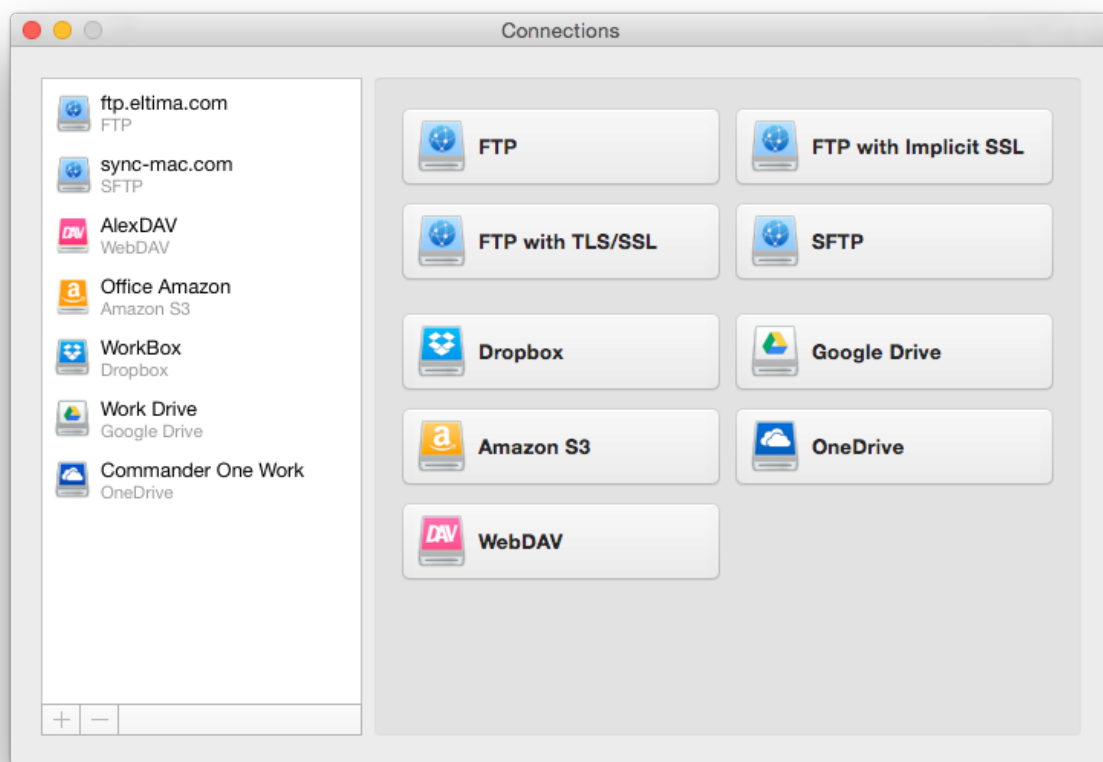 Connections
ftp.eltima.com
FTP
sync-mac.com
SFTP
AlexDAV
WebDAV
Office Amazon
Amazon S3
WorkBox
Dropbox
Work Drive
Google Drive
Commander One Work
OneDrive
FTP
FTP with Implicit SSL
FTP with TLS/SSL
SFTP
Dropbox
Google Drive
Amazon S3
OneDrive
WebDAV